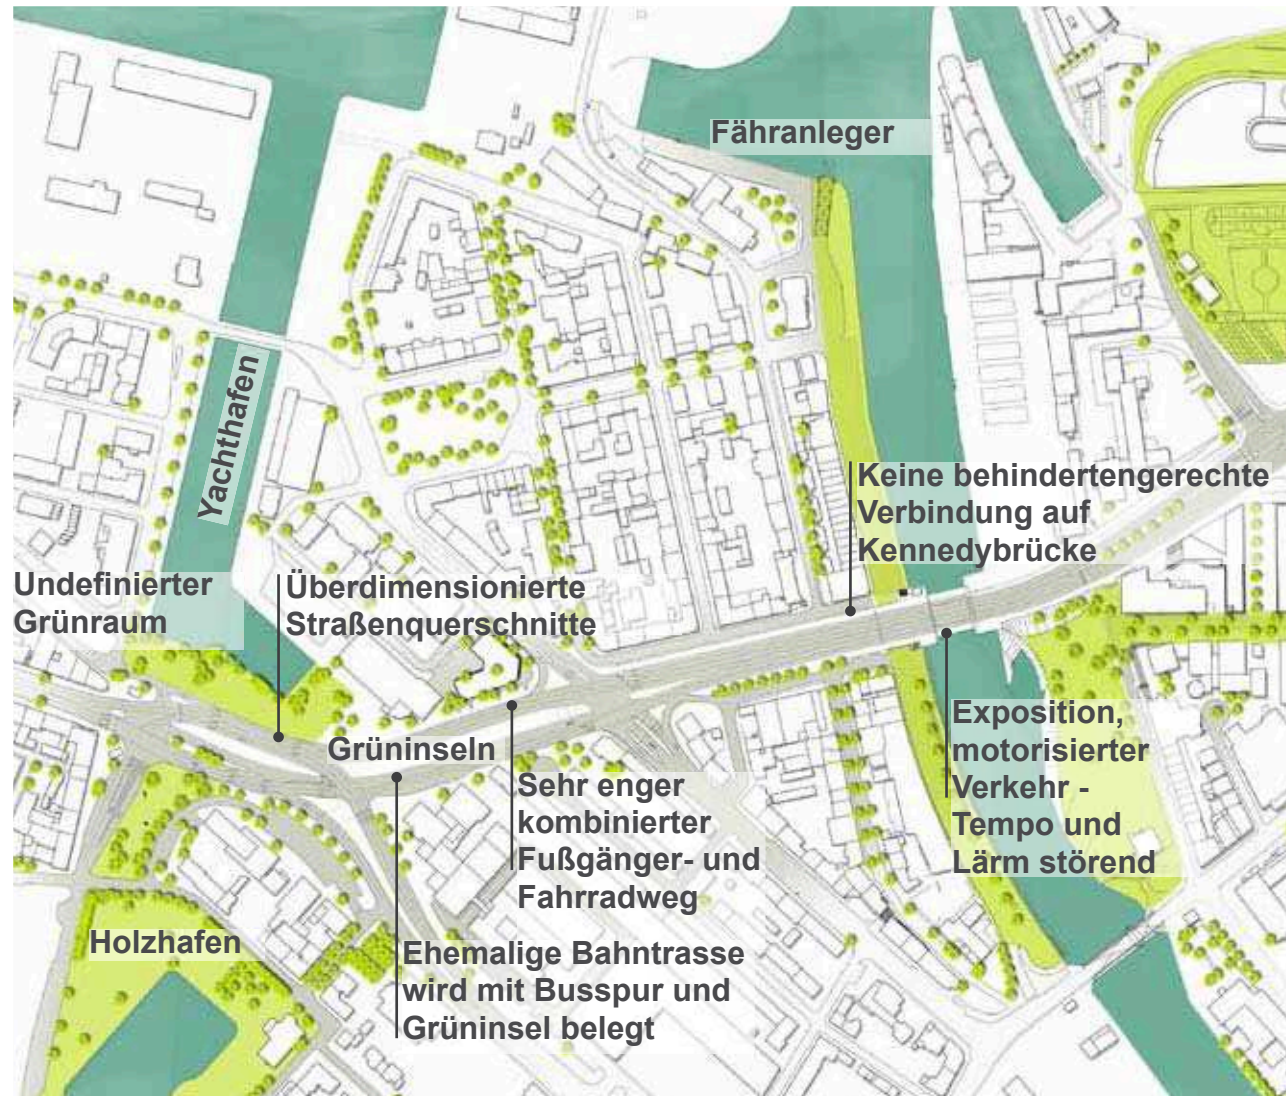 Fähranleger
Yachthafen
Keine behindertengerechte
Verbindung auf
Kennedybrücke
Undefinierter
Grünraum
Überdimensionierte
Straßenquerschnitte
Grüninseln
Exposition,
motorisierter
Verkehr -
Tempo und
Lärm störend
Sehr enger
kombinierter
Fußgänger- und
Fahrradweg
Holzhafen
Ehemalige Bahntrasse
wird mit Busspur und
Grüninsel belegt